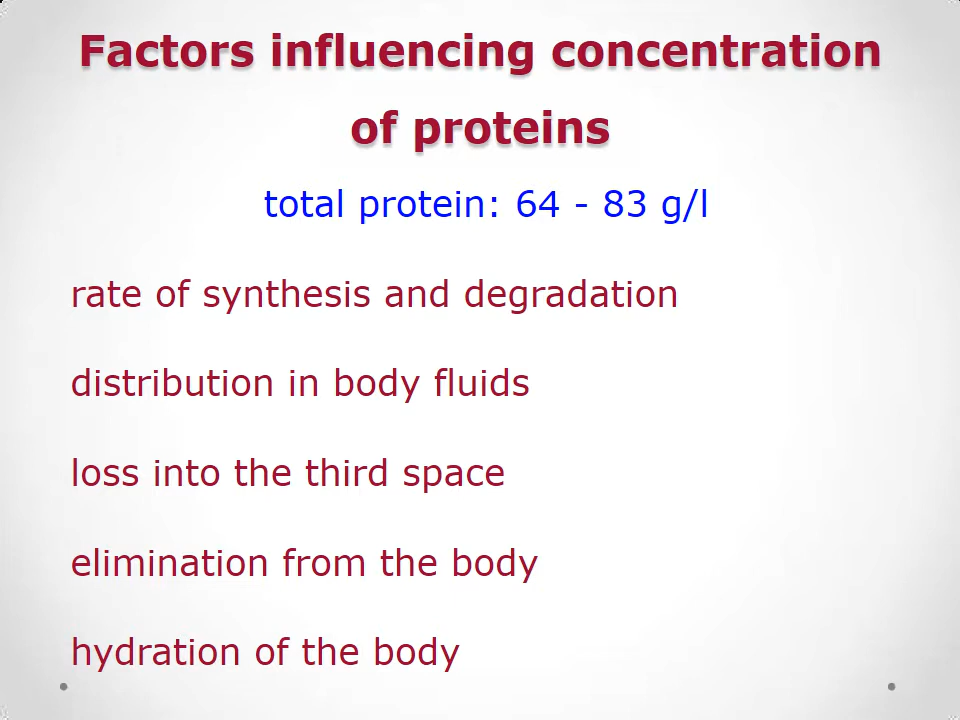 Factors influencing concentration
of proteins
total protein: 64 - 83 g/l
rate of synthesis and degradation
distribution in body fluids
loss into the third space
elimination from the body
hydration of the body